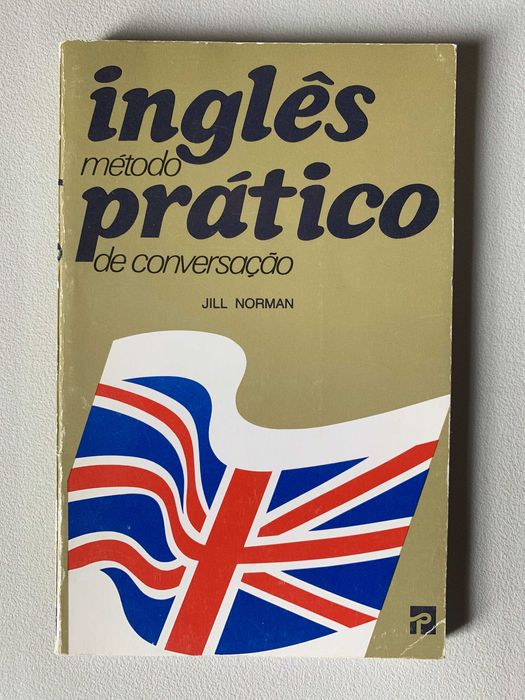 inglês
método
prático
de conversação
JILL NORMAN